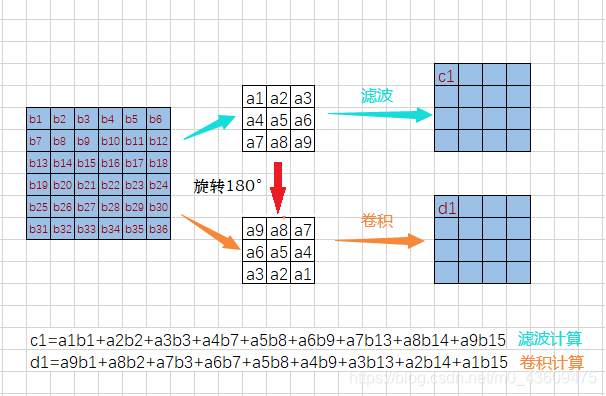 c1
a1 a2 a3
滤波
b1 b2 b3 b4 b5 b6
a4 a5 a6
b7 b8 b9 b10 b11 b12
a7 a8 a9
b13 b14 b15 b16 b17 b18
b19 b20 b21 b22 b23 b24
旋转180°
b25 b26 b27 b28 b29 b30
d1
a9 a8 a7
卷积
b31 b32 b33 b34 b35 b36
a6 a5 a4
a3 a2 a1
c1=a1b1+a2b2+a3b3+a4b7+a5b8+a6b9+a7b13+a8b14+a9b15 滤波计算
d1=a9b1+a8b2+a7b3+a6b7+a5b8+a4b9+a3b13+a2b14+a1b15 卷积计算
https://blog.csdn.net/m0_43609475